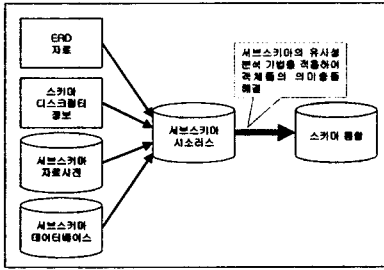 ERD
자료
스키마
디스크립터
정보
서브스키마
자료사전
서브스키마
데이터베이스
서브스키마
시소러스
서브스키마의 유사성
분석 기법을 적용하여
객체들의 의미충돌
해결
스키마 통합